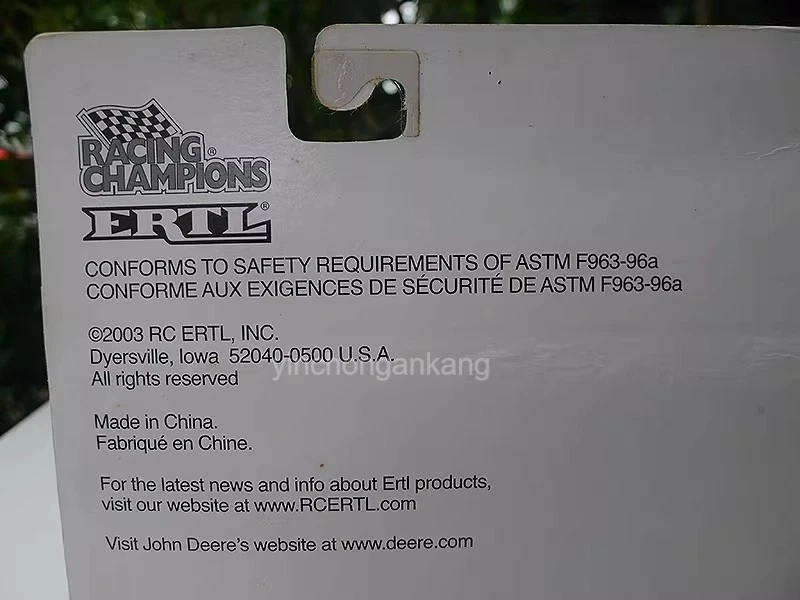 RACING®
CHAMPIONS
ERTL®
CONFORMS TO SAFETY REQUIREMENTS OF ASTM F963-96a
CONFORME AUX EXIGENCES DE SÉCURITÉ DE ASTM F963-96a
©2003 RC ERTL, INC.
Dyersville, Iowa 52040-0500 U.S.A.
All rights reserved
yinchongankang
Made in China.
Fabriqué en Chine.
For the latest news and info about Ertl products,
visit our website at www.RCERTL.com
Visit John Deere's website at www.deere.com